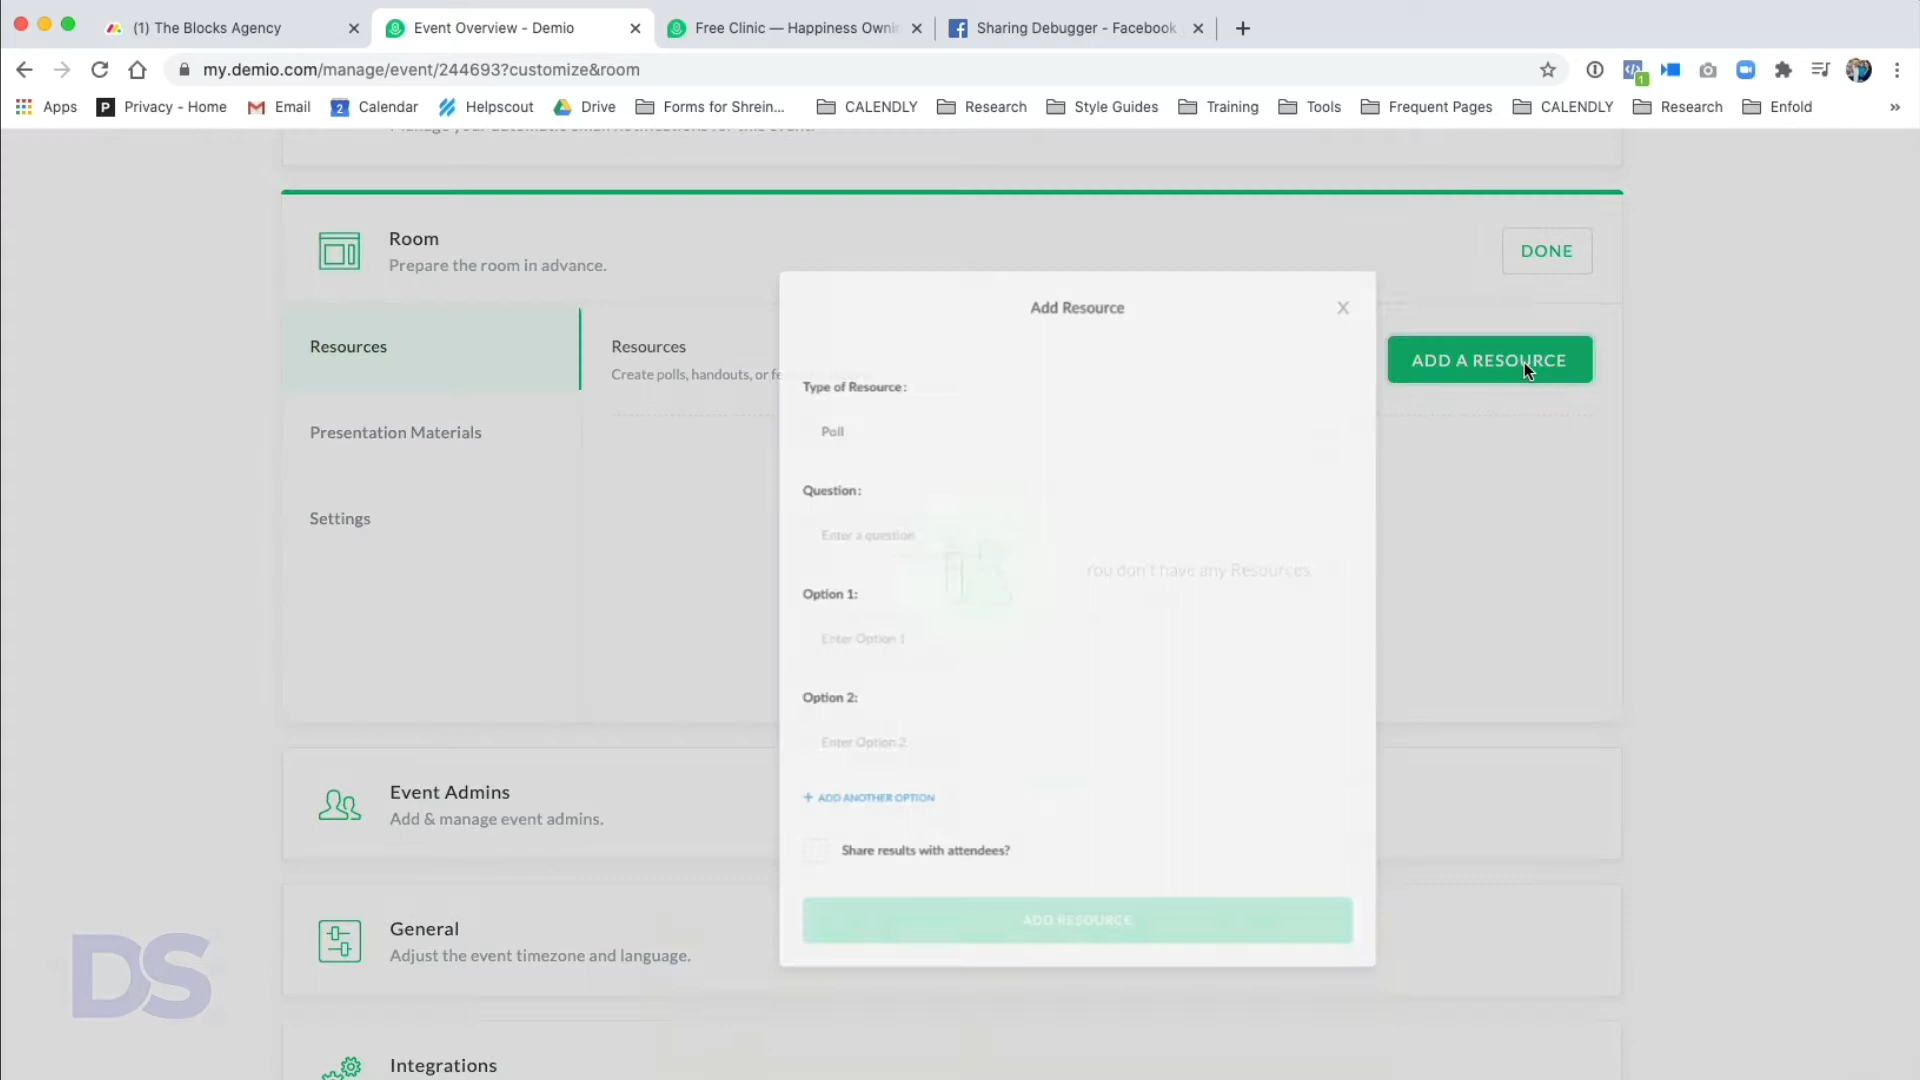 (1) The Blocks Agency
Event Overview - Demio
Free Clinic — Happiness Owni
Sharing Debugger - Facebook
my.demio.com/manage/event/244693?customize&room
Apps
Privacy - Home
Email
Calendar
Helpscout
Drive
Forms for Shrein...
CALENDLY
Research
Style Guides
Training
Tools
Frequent Pages
CALENDLY
Research
Enfold
Room
Prepare the room in advance.
DONE
Resources
Presentation Materials
Settings
Resources
Create polls, handouts, or fe
ADD A RESOURCE
Add Resource
X
Type of Resource:
Poll
Question:
Enter a question
You don't have any Resources
Option 1:
Enter Option 1
Option 2:
Enter Option 2
+ ADD ANOTHER OPTION
Share results with attendees?
ADD RESOURCE
Event Admins
Add & manage event admins.
General
Adjust the event timezone and language.
Integrations
DS